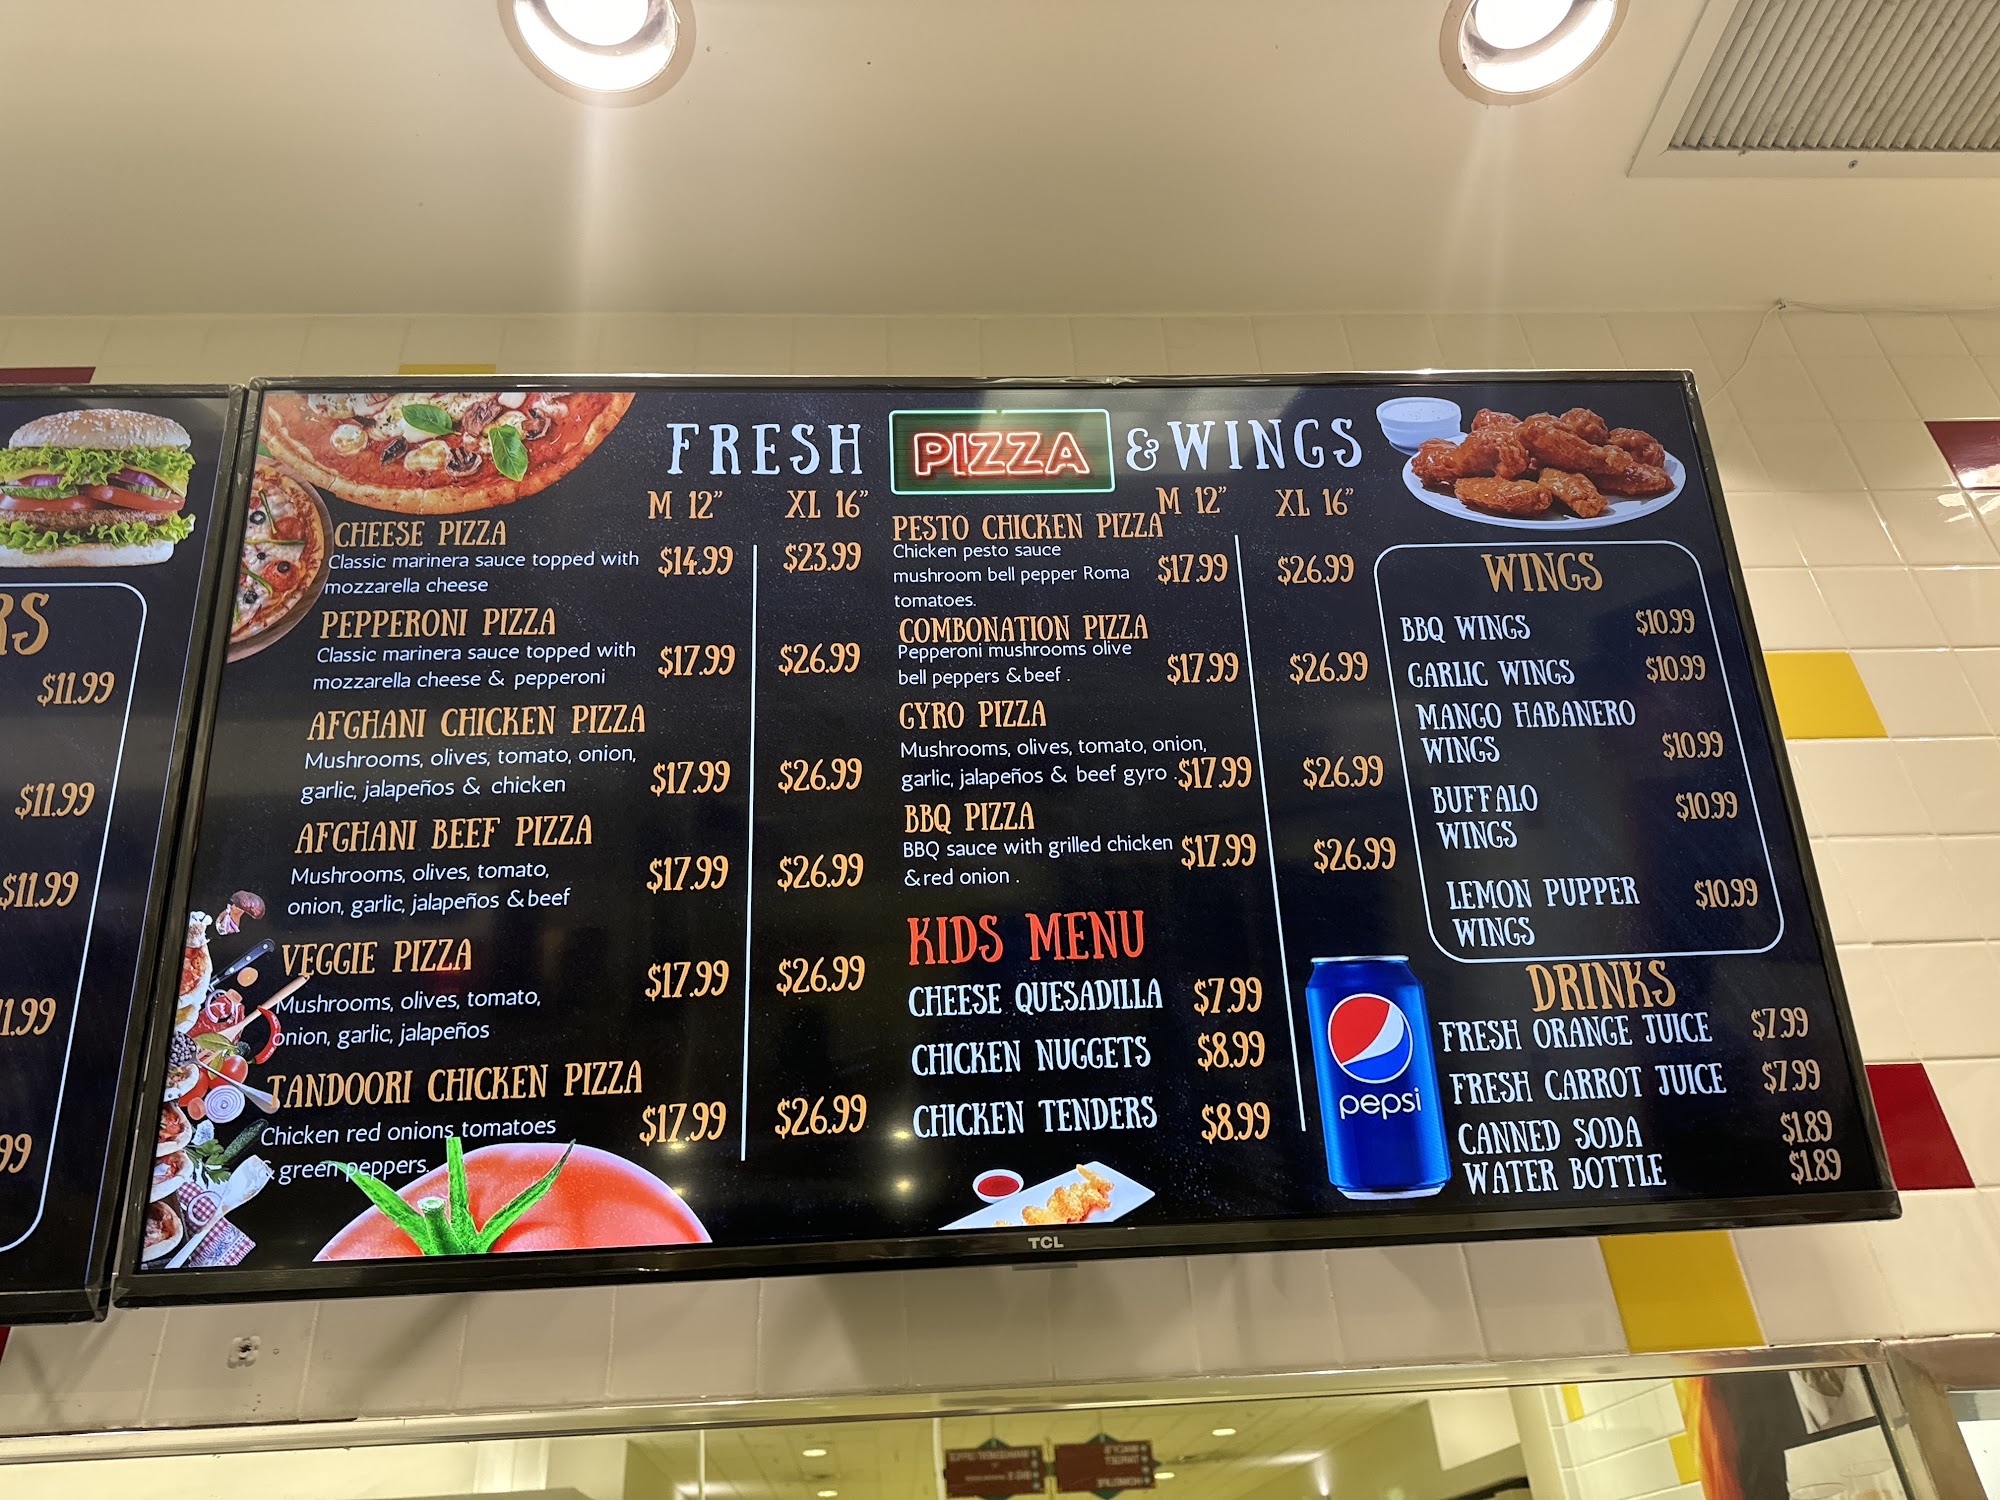 RS
$11.99
$11.99
$11.99
FRESH PIZZA & WINGS
M 12" XL 16"
CHEESE PIZZA
Classic marinera sauce topped with
mozzarella cheese
$14.99 $23.99
PEPPERONI PIZZA
Classic marinera sauce topped with
mozzarella cheese & pepperoni
$17.99 $26.99
AFGHANI CHICKEN PIZZA
Mushrooms, olives, tomato, onion,
garlic, jalapeños & chicken
$17.99 $26.99
AFGHANI BEEF PIZZA
Mushrooms, olives, tomato,
onion, garlic, jalapeños & beef
$17.99 $26.99
VEGGIE PIZZA
Mushrooms, olives, tomato,
onion, garlic, jalapeños
$17.99 $26.99
TANDOORI CHICKEN PIZZA
Chicken red onions tomatoes
& green peppers.
$17.99 $26.99
M 12" XL 16"
PESTO CHICKEN PIZZA
Chicken pesto sauce
mushroom bell pepper Roma
tomatoes.
$17.99 $26.99
COMBONATION PIZZA
Pepperoni mushrooms olive
bell peppers & beef .
$17.99 $26.99
GYRO PIZZA
Mushrooms, olives, tomato, onion,
garlic, jalapeños & beef gyro .
$17.99 $26.99
BBQ PIZZA
BBQ sauce with grilled chicken
& red onion .
$17.99 $26.99
KIDS MENU
CHEESE QUESADILLA $7.99
CHICKEN NUGGETS $8.99
CHICKEN TENDERS $8.99
WINGS
BBQ WINGS $10.99
GARLIC WINGS $10.99
MANGO HABANERO
WINGS $10.99
BUFFALO
WINGS $10.99
LEMON PUPPER
WINGS $10.99
DRINKS
FRESH ORANGE JUICE $7.99
FRESH CARROT JUICE $7.99
CANNED SODA $1.89
WATER BOTTLE $1.89
pepsi
TCL